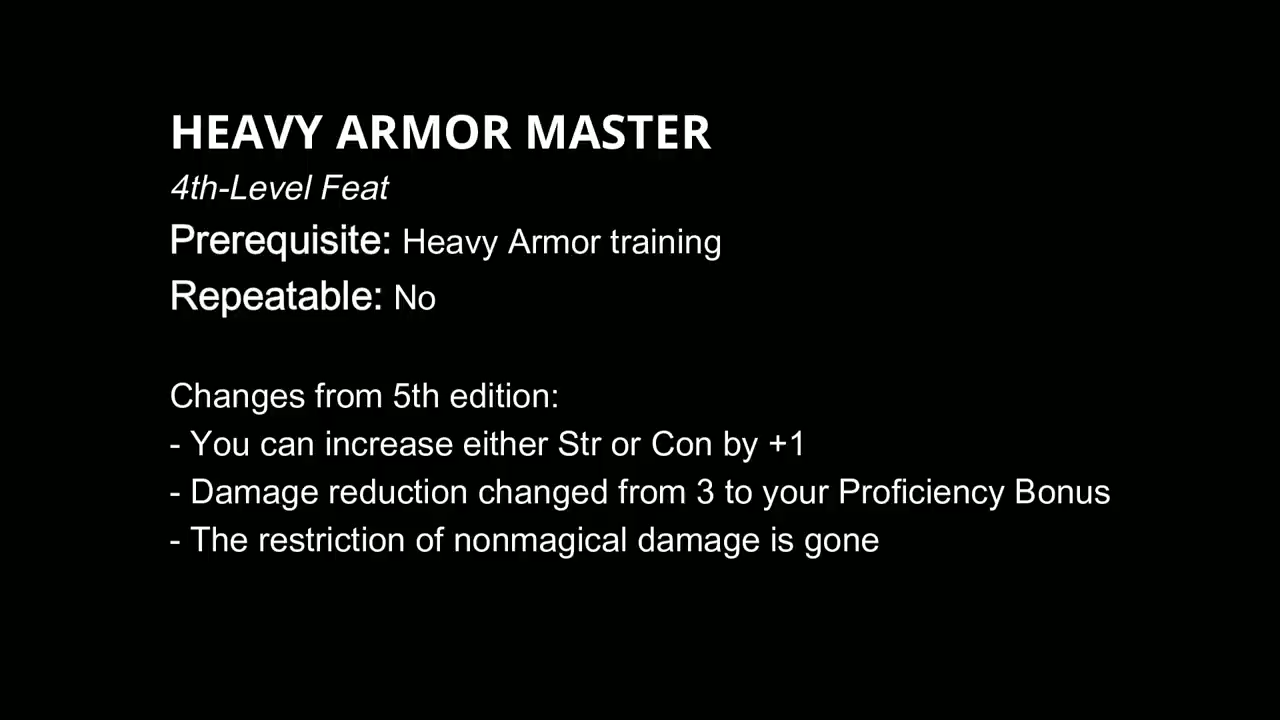 HEAVY ARMOR MASTER
4th-Level Feat
Prerequisite: Heavy Armor training
Repeatable: No
Changes from 5th edition:
- You can increase either Str or Con by +1
- Damage reduction changed from 3 to your Proficiency Bonus
- The restriction of nonmagical damage is gone